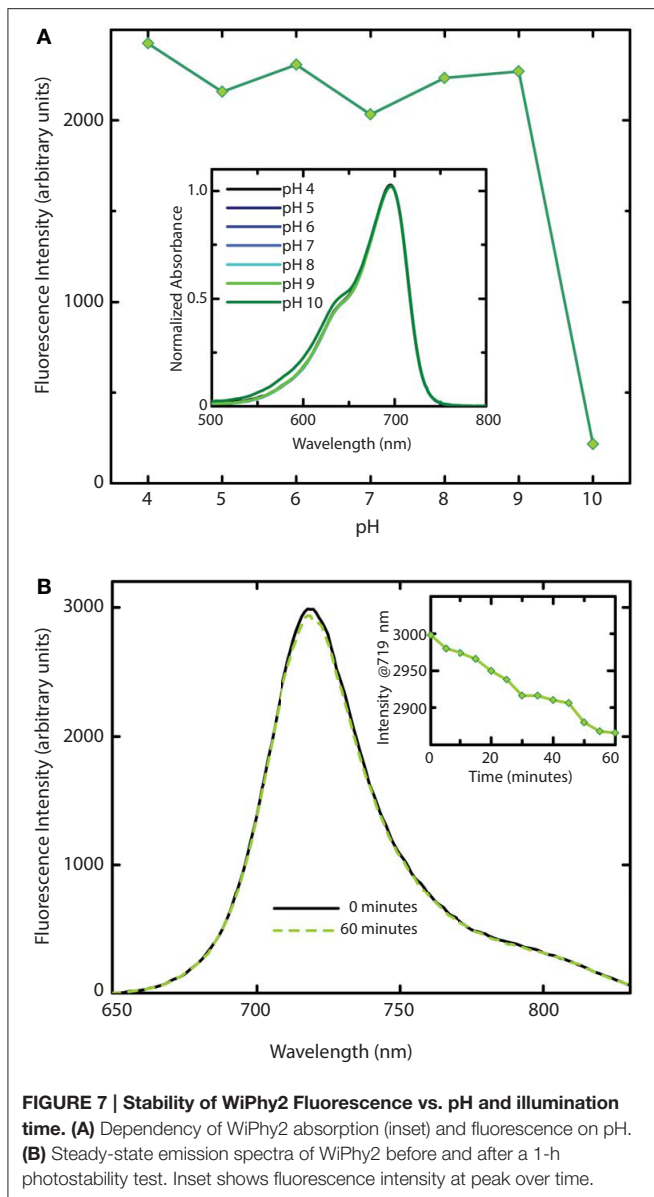 A
Fluorescence Intensity (arbitrary units)
2000
1000
0
4 5 6 7 8 9 10
pH
Normalized Absorbance
1.0
0.5
0
pH 4
pH 5
pH 6
pH 7
pH 8
pH 9
pH 10
500 600 700 800
Wavelength (nm)
B
Fluorescence Intensity (arbitrary units)
3000
2000
1000
0
650 700 750 800
Wavelength (nm)
0 minutes
60 minutes
Intensity @719 nm
3000
2950
2900
0 20 40 60
Time (minutes)
FIGURE 7 | Stability of WiPhy2 Fluorescence vs. pH and illumination
time. (A) Dependency of WiPhy2 absorption (inset) and fluorescence on pH.
(B) Steady-state emission spectra of WiPhy2 before and after a 1-h
photostability test. Inset shows fluorescence intensity at peak over time.